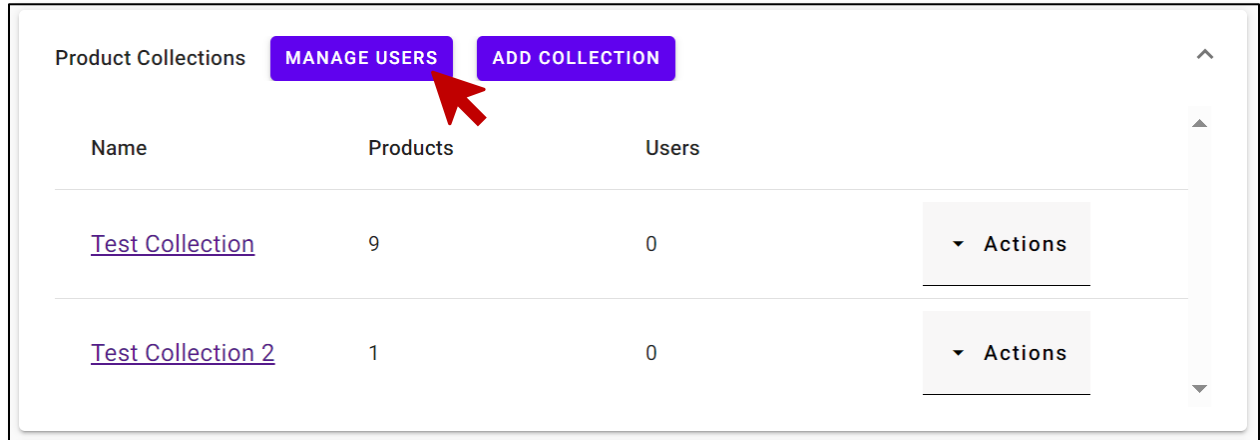 Product Collections MANAGE USERS ADD COLLECTION
Name Products Users
Test Collection 9 0 Actions
Test Collection 2 1 0 Actions